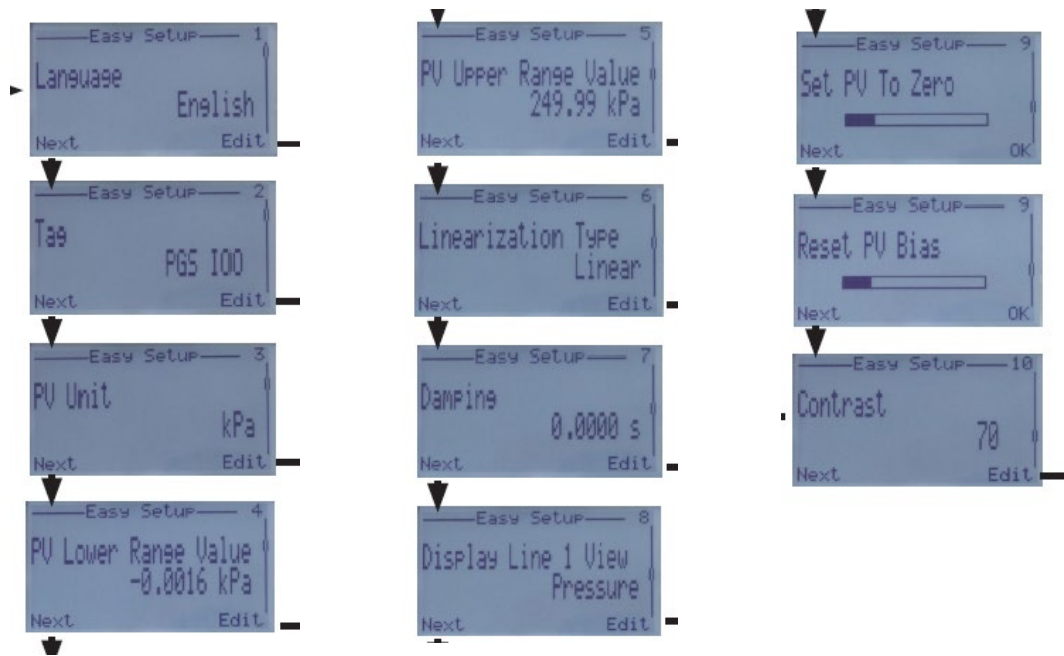 Easy Setup 1
Language
English
Next Edit
Easy Setup 2
Tag
PGS 100
Next Edit
Easy Setup 3
PV Unit
kPa
Next Edit
Easy Setup 4
PV Lower Range Value
-0.0016 kPa
Next Edit
Easy Setup 5
PV Upper Range Value
249.99 kPa
Next Edit
Easy Setup 6
Linearization Type
Linear
Next Edit
Easy Setup 7
Damping
0.0000 s
Next Edit
Easy Setup 8
Display Line 1 View
Pressure
Next Edit
Easy Setup 9
Set PV To Zero
Next OK
Easy Setup 9
Reset PV Bias
Next OK
Easy Setup 10
Contrast
70
Next Edit